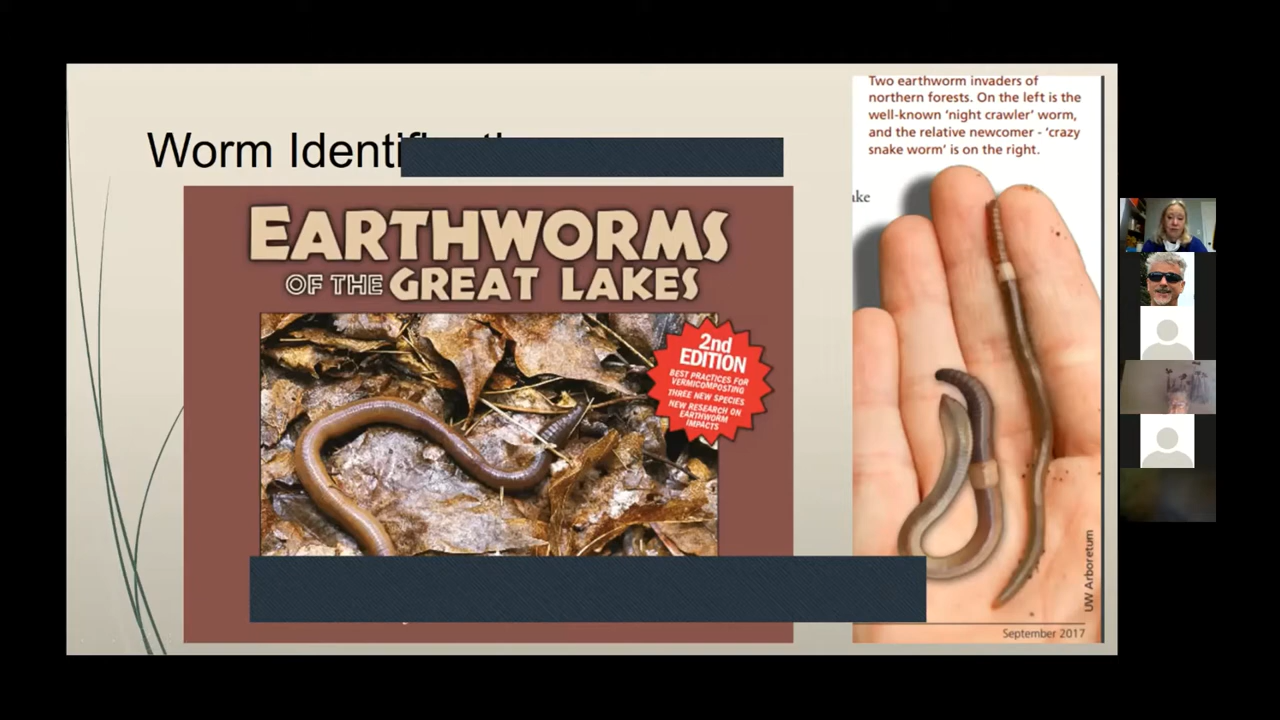 Worm Identifi
EARTHWORMS
OF THE GREAT LAKES
2nd
EDITION
BEST PRACTICES FOR
VERMICOMPOSTING
THREE NEW SPECIES
NEW RESEARCH ON
EARTHWORM
IMPACTS
Two earthworm invaders of
northern forests. On the left is the
well-known ‘night crawler’ worm,
and the relative newcomer - ‘crazy
snake worm’ is on the right.
ke
UW Arboretum
September 2017